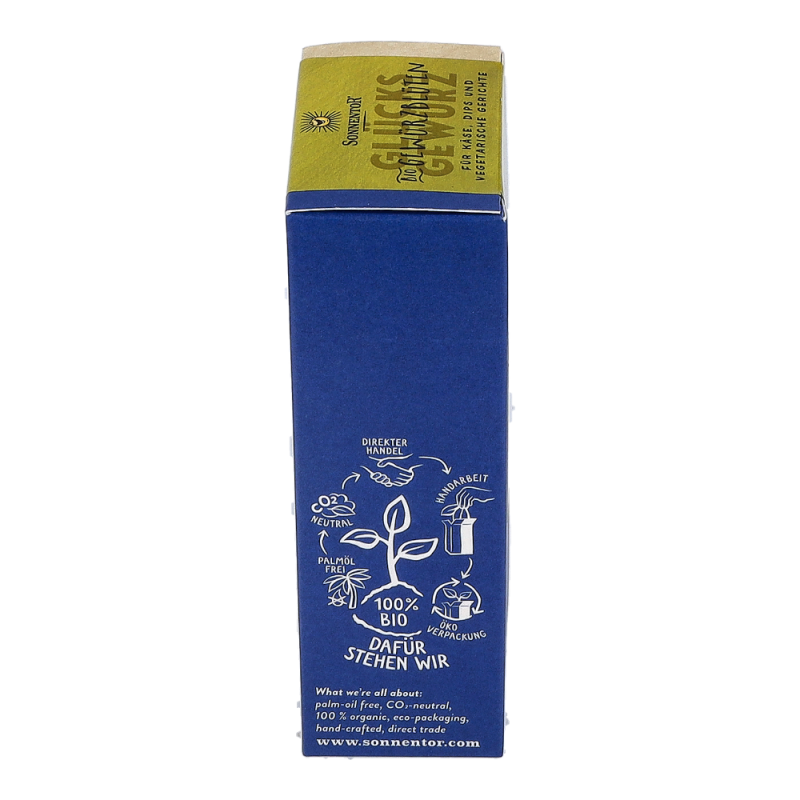 SONNENTOR
GLÜCKS
GEWÜRZ
BIO GEWÜRZBLÜTEN
FÜR KÄSE, DIPS UND
VEGETARISCHE GERICHTE
DIREKTER
HANDEL
HANDARBEIT
CO2
NEUTRAL
PALMÖL
FREI
100%
BIO
ÖKO
VERPACKUNG
DAFÜR
STEHEN WIR
What we're all about:
palm-oil free, CO₂-neutral,
100 % organic, eco-packaging,
hand-crafted, direct trade
www.sonnentor.com